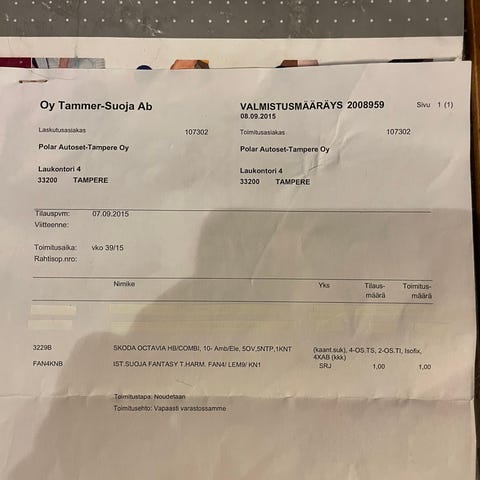 Oy Tammer-Suoja Ab
VALMISTUSMÄÄRÄYS 2008959 Sivu 1 (1)
08.09.2015
Laskutusasiakas 107302 Toimitusasiakas 107302
Polar Autoset-Tampere Oy Polar Autoset-Tampere Oy
Laukontori 4 Laukontori 4
33200 TAMPERE 33200 TAMPERE
Tilauspvm: 07.09.2015
Viitteenne:
Toimitusaika: vko 39/15
Rahtisop.nro:
Nimike Yks Tilaus- Toimitus-
määrä määrä
3229B SKODA OCTAVIA HB/COMBI, 10- Amb/Ele, 5OV,5NTP,1KNT (kaant.suk), 4-OS.TS, 2-OS.TI, Isofix,
4XAB (kkk)
FAN4KNB IST.SUOJA FANTASY T.HARM. FAN4/ LEM9/ KN1 SRJ 1,00 1,00
Toimitustapa: Noudetaan
Toimitusehto: Vapaasti varastossamme